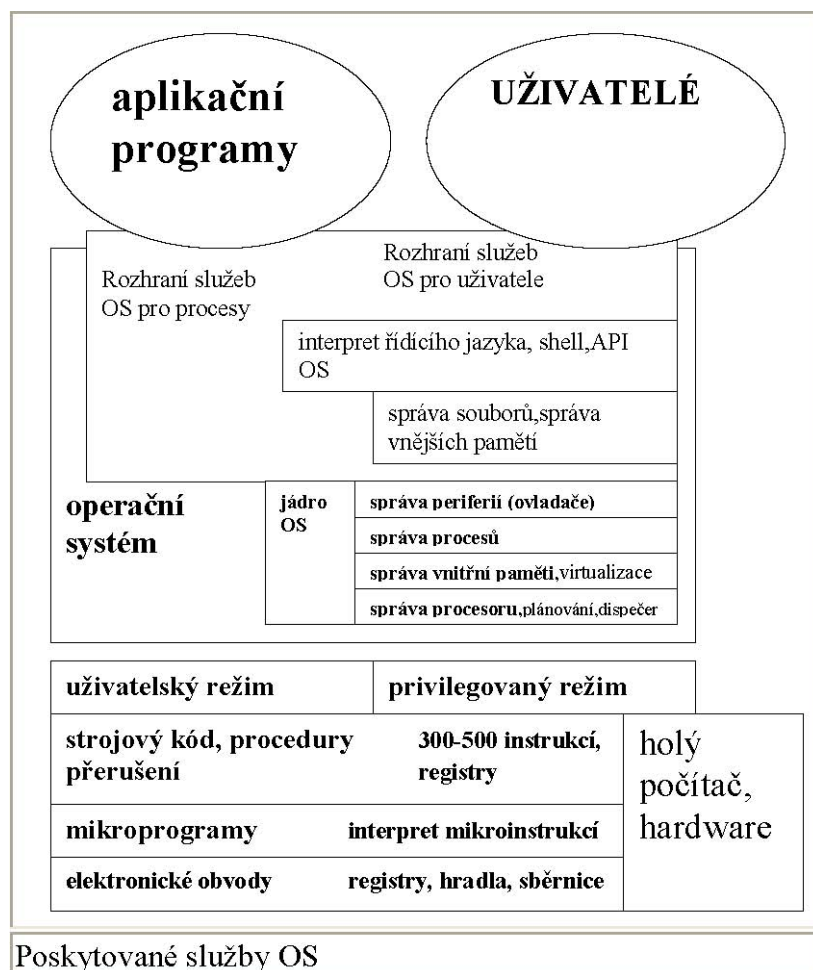 aplikační
programy
UŽIVATELÉ
Rozhraní služeb
OS pro procesy
Rozhraní služeb
OS pro uživatele
interpret řídícího jazyka, shell,API
OS
správa souborů,správa
vnějších pamětí
operační
systém
jádro
OS
správa periferií (ovladače)
správa procesů
správa vnitřní paměti,virtualizace
správa procesoru,plánování,dispečer
uživatelský režim
privilegovaný režim
strojový kód, procedury
přerušení
300-500 instrukcí,
registry
holý
počítač,
hardware
mikroprogramy
interpret mikroinstrukcí
elektronické obvody
registry, hradla, sběrnice
Poskytované služby OS